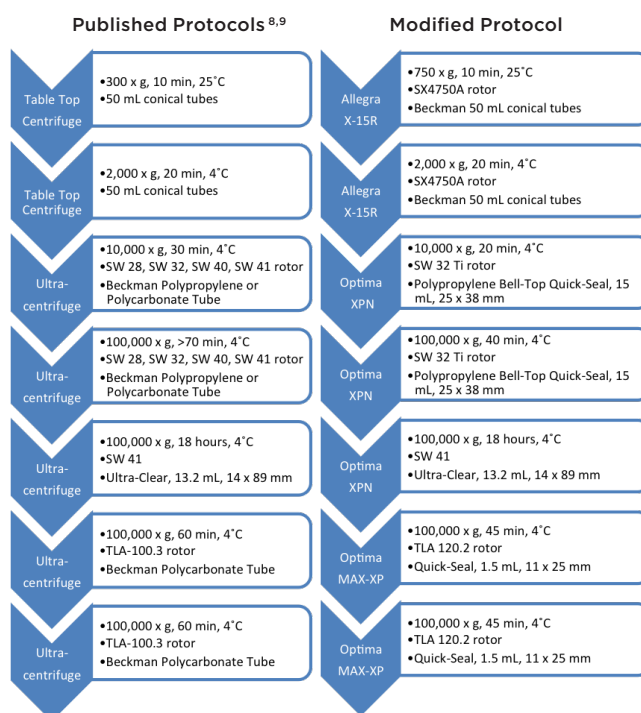 Published Protocols 8,9
Table Top
Centrifuge
•300 x g, 10 min, 25˚C
•50 mL conical tubes
Table Top
Centrifuge
•2,000 x g, 20 min, 4˚C
•50 mL conical tubes
Ultra-
centrifuge
•10,000 x g, 30 min, 4˚C
•SW 28, SW 32, SW 40, SW 41 rotor
•Beckman Polypropylene or
Polycarbonate Tube
Ultra-
centrifuge
•100,000 x g, >70 min, 4˚C
•SW 28, SW 32, SW 40, SW 41 rotor
•Beckman Polypropylene or
Polycarbonate Tube
Ultra-
centrifuge
•100,000 x g, 18 hours, 4˚C
•SW 41
•Ultra-Clear, 13.2 mL, 14 x 89 mm
Ultra-
centrifuge
•100,000 x g, 60 min, 4˚C
•TLA-100.3 rotor
•Beckman Polycarbonate Tube
Ultra-
centrifuge
•100,000 x g, 60 min, 4˚C
•TLA-100.3 rotor
•Beckman Polycarbonate Tube
Modified Protocol
Allegra
X-15R
•750 x g, 10 min, 25˚C
•SX4750A rotor
•Beckman 50 mL conical tubes
Allegra
X-15R
•2,000 x g, 20 min, 4˚C
•SX4750A rotor
•Beckman 50 mL conical tubes
Optima
XPN
•10,000 x g, 20 min, 4˚C
•SW 32 Ti rotor
•Polypropylene Bell-Top Quick-Seal, 15
mL, 25 x 38 mm
Optima
XPN
•100,000 x g, 40 min, 4˚C
•SW 32 Ti rotor
•Polypropylene Bell-Top Quick-Seal, 15
mL, 25 x 38 mm
Optima
XPN
•100,000 x g, 18 hours, 4˚C
•SW 41
•Ultra-Clear, 13.2 mL, 14 x 89 mm
Optima
MAX-XP
•100,000 x g, 45 min, 4˚C
•TLA 120.2 rotor
•Quick-Seal, 1.5 mL, 11 x 25 mm
Optima
MAX-XP
•100,000 x g, 45 min, 4˚C
•TLA 120.2 rotor
•Quick-Seal, 1.5 mL, 11 x 25 mm